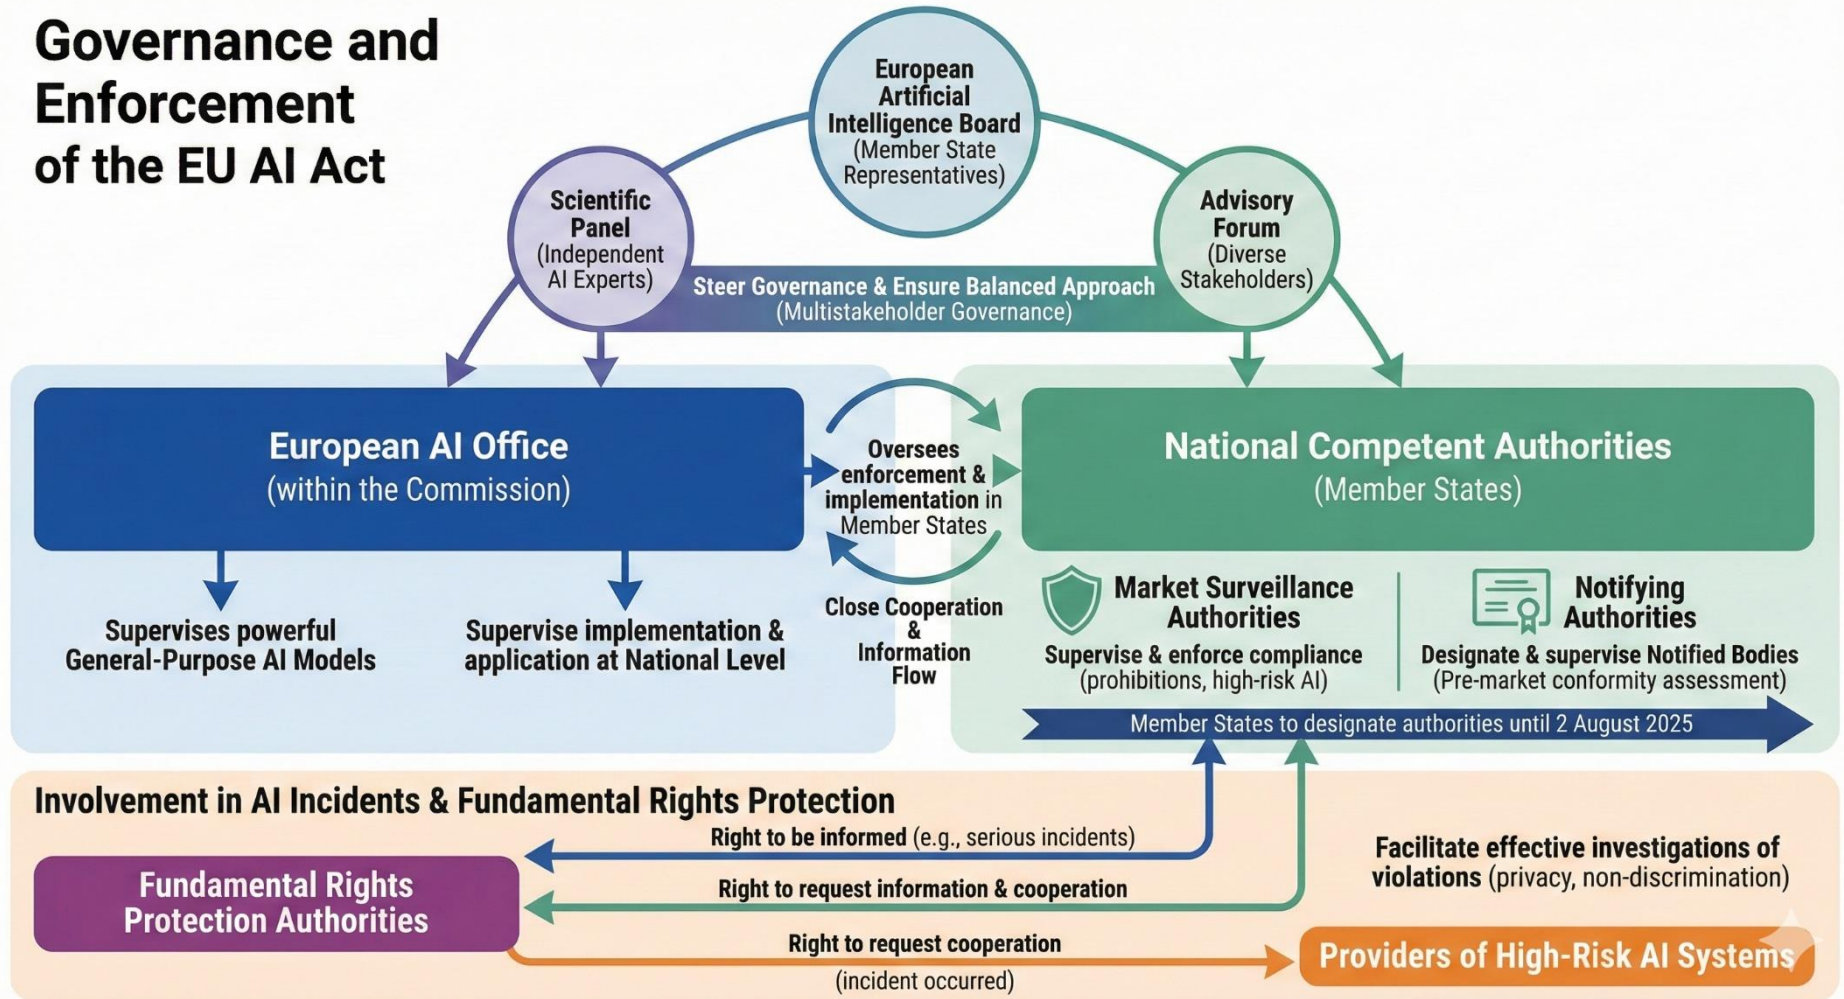 Governance and
Enforcement
of the EU AI Act
European
Artificial
Intelligence Board
(Member State
Representatives)
Scientific
Panel
(Independent
AI Experts)
Advisory
Forum
(Diverse
Stakeholders)
Steer Governance & Ensure Balanced Approach
(Multistakeholder Governance)
European AI Office
(within the Commission)
Supervises powerful
General-Purpose AI Models
Supervise implementation &
application at National Level
Oversees
enforcement &
implementation in
Member States
Close Cooperation
&
Information
Flow
National Competent Authorities
(Member States)
Market Surveillance
Authorities
Supervise & enforce compliance
(prohibitions, high-risk AI)
Notifying
Authorities
Designate & supervise Notified Bodies
(Pre-market conformity assessment)
Member States to designate authorities until 2 August 2025
Involvement in AI Incidents & Fundamental Rights Protection
Fundamental Rights
Protection Authorities
Right to be informed (e.g., serious incidents)
Right to request information & cooperation
Right to request cooperation
(incident occurred)
Facilitate effective investigations of
violations (privacy, non-discrimination)
Providers of High-Risk AI Systems